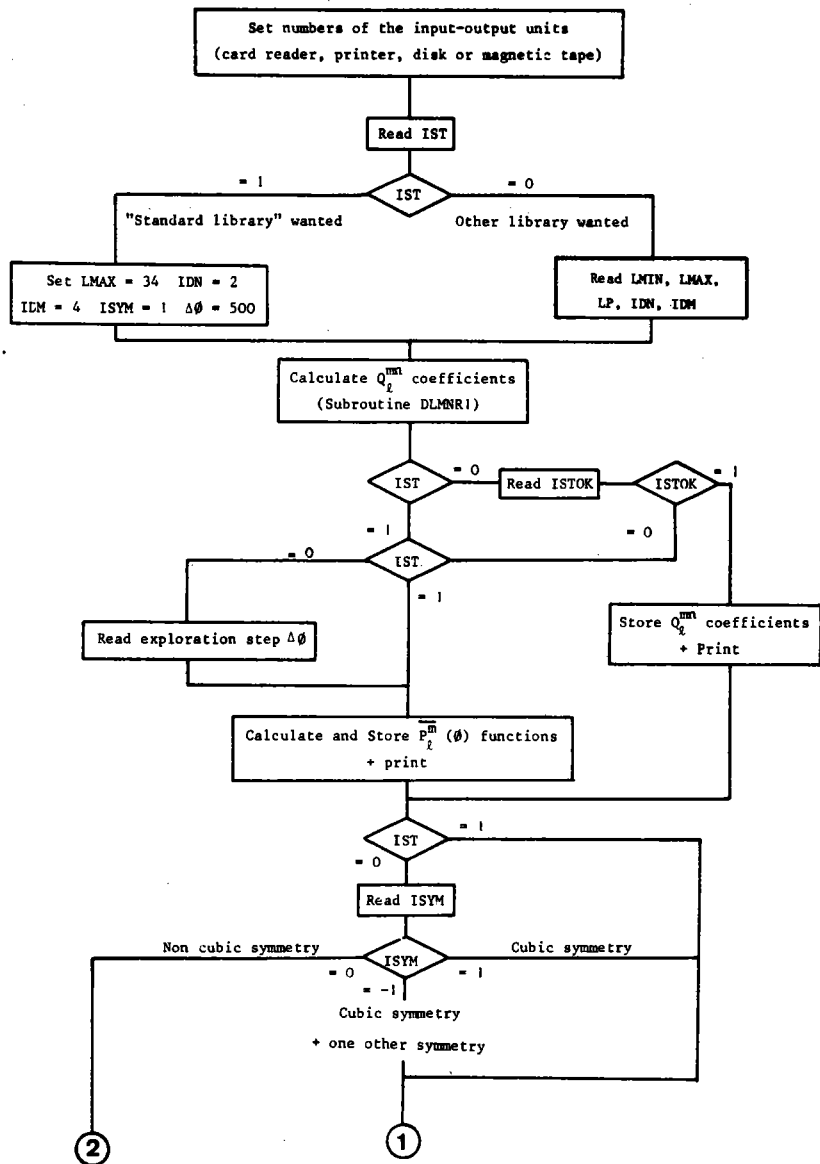 Set numbers of the input-output units
(card reader, printer, disk or magnetic tape)
Read IST
= 1
IST
= 0
"Standard library" wanted
Other library wanted
Set LMAX = 34 IDN = 2
IDM = 4 ISYM = 1 ΔØ = 500
Read LMIN, LMAX,
LP, IDN, IDM
Calculate Q_ℓ^{mn} coefficients
(Subroutine DLMNR1)
IST
= 0
Read ISTOK
ISTOK
= 1
= 1
= 0
= 0
IST
= 1
Read exploration step ΔØ
Store Q_ℓ^{mn} coefficients
+ Print
Calculate and Store \overline{P_ℓ^m} (Ø) functions
+ print
IST
= 1
= 0
Read ISYM
Non cubic symmetry
ISYM
Cubic symmetry
= 0
= 1
= -1
Cubic symmetry
+ one other symmetry
2
1